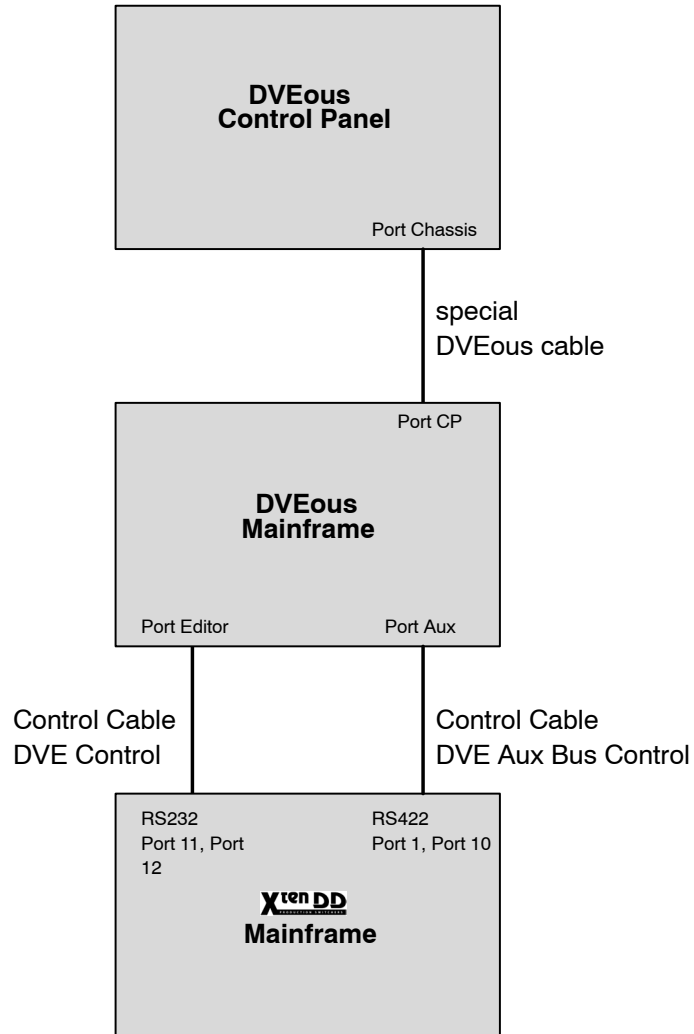 DVEous
Control Panel
Port Chassis
special
DVEous cable
Port CP
DVEous
Mainframe
Port Editor
Port Aux
Control Cable
DVE Control
Control Cable
DVE Aux Bus Control
RS232
Port 11, Port
12
RS422
Port 1, Port 10
Xten DD
PRODUCTION SWITCHERS
Mainframe